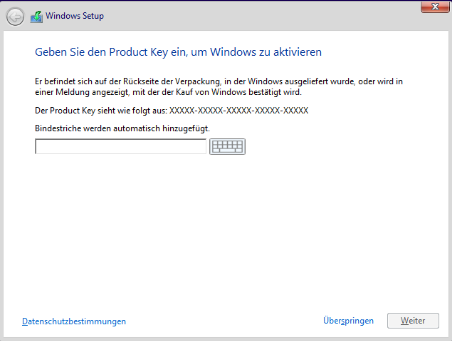 Windows Setup
Geben Sie den Product Key ein, um Windows zu aktivieren
Er befindet sich auf der Rückseite der Verpackung, in der Windows ausgeliefert wurde, oder wird in
einer Meldung angezeigt, mit der der Kauf von Windows bestätigt wird.
Der Product Key sieht wie folgt aus: XXXXX-XXXXX-XXXXX-XXXXX-XXXXX
Bindestriche werden automatisch hinzugefügt.
Datenschutzbestimmungen
Überspringen
Weiter